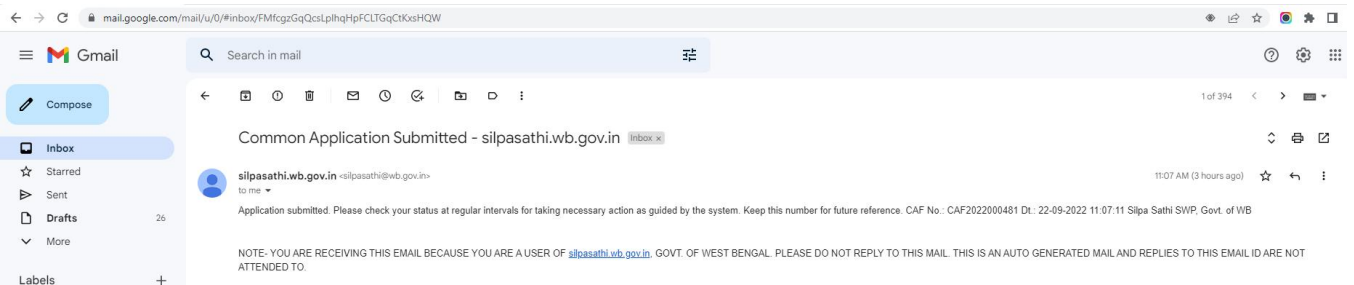 mail.google.com/mail/u/0/#inbox/FMfcgzGqQcsLplhqHpFCLTGqCtKxsHQW
Gmail
Search in mail
Compose
1 of 394
Inbox
Starred
Sent
Drafts 26
More
Labels +
Common Application Submitted - silpasathi.wb.gov.in Inbox x
silpasathi.wb.gov.in <silpasathi@wb.gov.in> 11:07 AM (3 hours ago)
to me
Application submitted. Please check your status at regular intervals for taking necessary action as guided by the system. Keep this number for future reference. CAF No.: CAF2022000481 Dt.: 22-09-2022 11:07:11 Silpa Sathi SWP, Govt. of WB
NOTE- YOU ARE RECEIVING THIS EMAIL BECAUSE YOU ARE A USER OF silpasathi.wb.gov.in, GOVT. OF WEST BENGAL. PLEASE DO NOT REPLY TO THIS MAIL. THIS IS AN AUTO GENERATED MAIL AND REPLIES TO THIS EMAIL ID ARE NOT
ATTENDED TO.